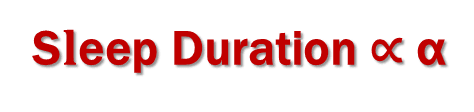 Sleep Duration ∝ α